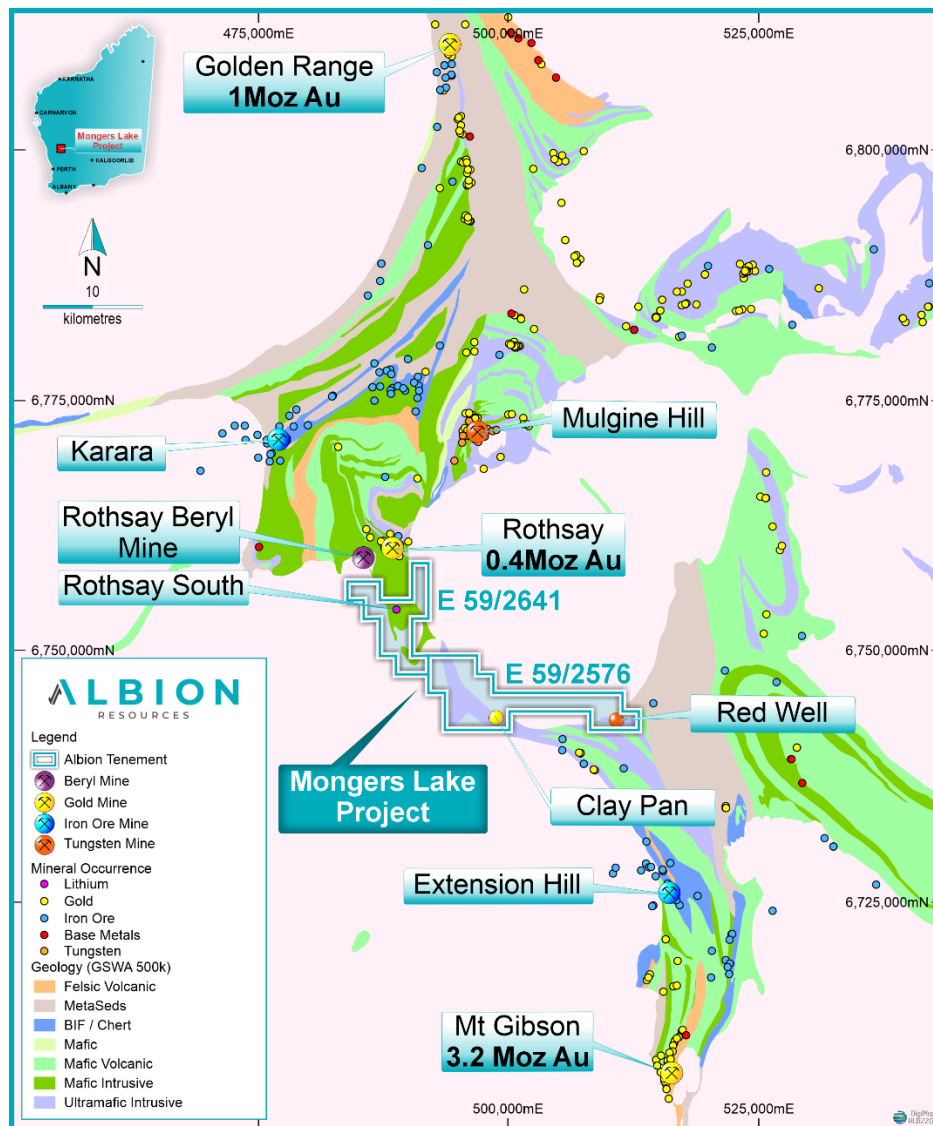 475,000mE
500,000mE
525,000mE
Golden Range
1Moz Au
KARRATHA
CARNARVON
Mongers Lake
Project
KALGOORLIE
PERTH
ALBANY
6,800,000mN
N
10
kilometres
6,775,000mN
6,775,000mN
Karara
Mulgine Hill
Rothsay Beryl
Mine
Rothsay
0.4Moz Au
Rothsay South
E 59/2641
6,750,000mN
6,750,000mN
E 59/2576
Red Well
Mongers Lake
Project
Clay Pan
Extension Hill
6,725,000mN
Mt Gibson
3.2 Moz Au
ALBION
RESOURCES
Legend
Albion Tenement
Beryl Mine
Gold Mine
Iron Ore Mine
Tungsten Mine
Mineral Occurrence
Lithium
Gold
Iron Ore
Base Metals
Tungsten
Geology (GSWA 500k)
Felsic Volcanic
MetaSeds
BIF / Chert
Mafic
Mafic Volcanic
Mafic Intrusive
Ultramafic Intrusive
500,000mE
525,000mE